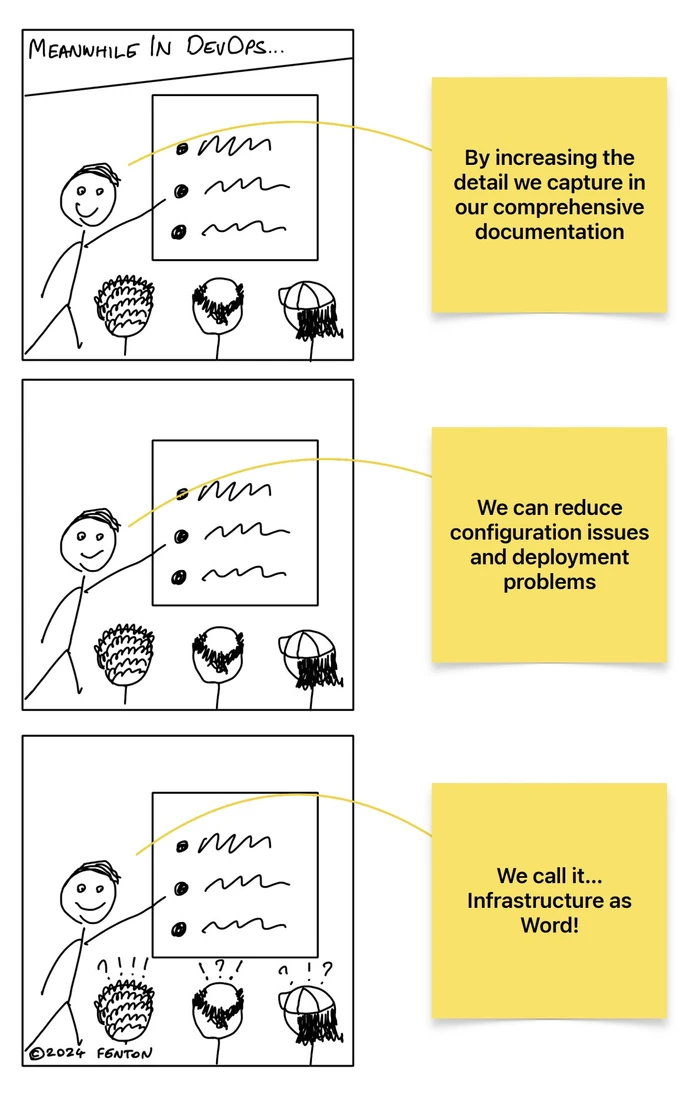 MEANWHILE IN DEVOPS...
By increasing the
detail we capture in
our comprehensive
documentation
We can reduce
configuration issues
and deployment
problems
We call it...
Infrastructure as
Word!
? ! ! !
! ? !
? ! ?
©2024 FENTON